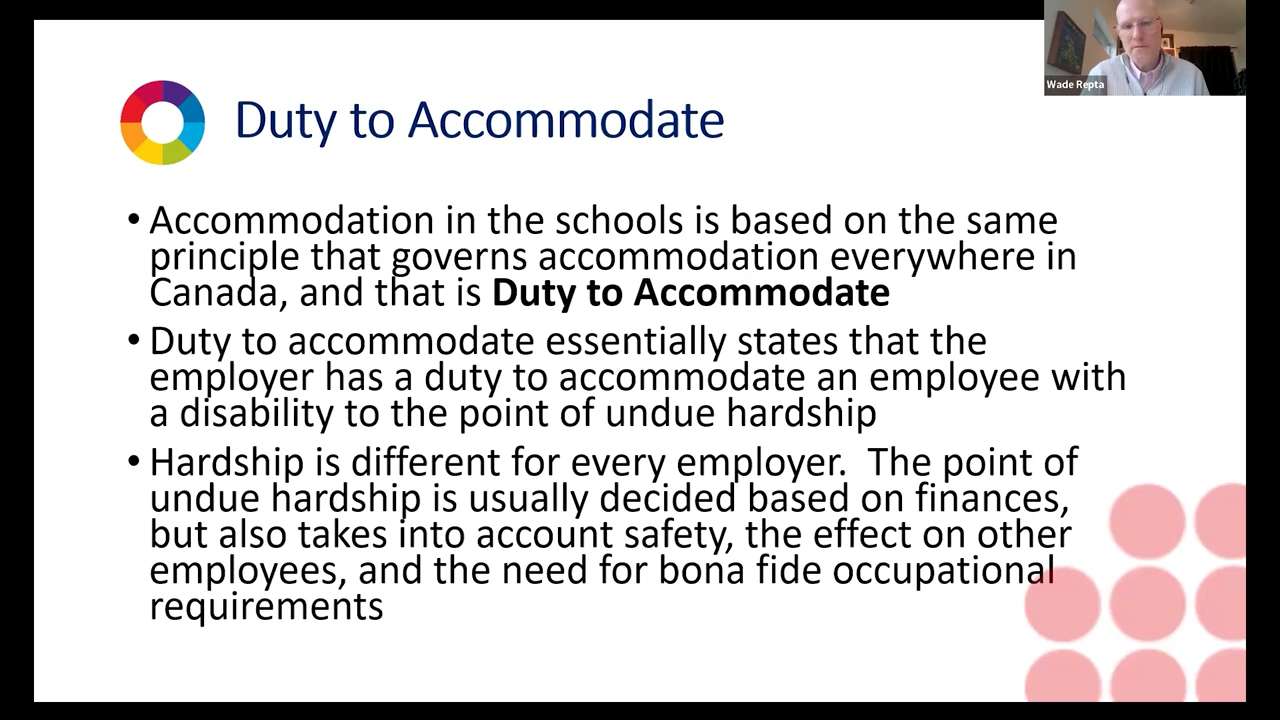 Wade Repta
Duty to Accommodate
• Accommodation in the schools is based on the same
principle that governs accommodation everywhere in
Canada, and that is Duty to Accommodate
• Duty to accommodate essentially states that the
employer has a duty to accommodate an employee with
a disability to the point of undue hardship
• Hardship is different for every employer.  The point of
undue hardship is usually decided based on finances,
but also takes into account safety, the effect on other
employees, and the need for bona fide occupational
requirements